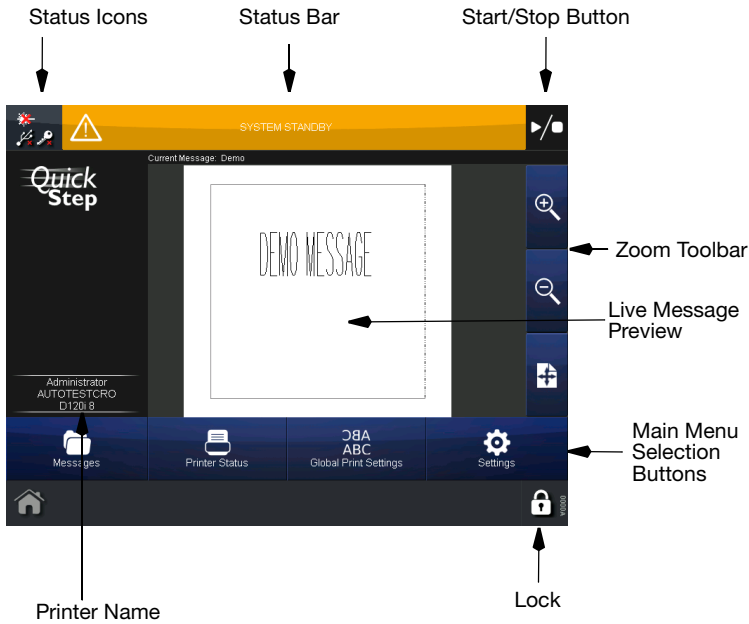 Status Icons
Status Bar
Start/Stop Button
SYSTEM STANDBY
Current Message: Demo
Quick
Step
DEMO MESSAGE
Zoom Toolbar
Live Message
Preview
Administrator
AUTOTESTCRO
D120i 8
Messages
Printer Status
ABC
ABC
Global Print Settings
Settings
Main Menu
Selection
Buttons
0000A
Printer Name
Lock